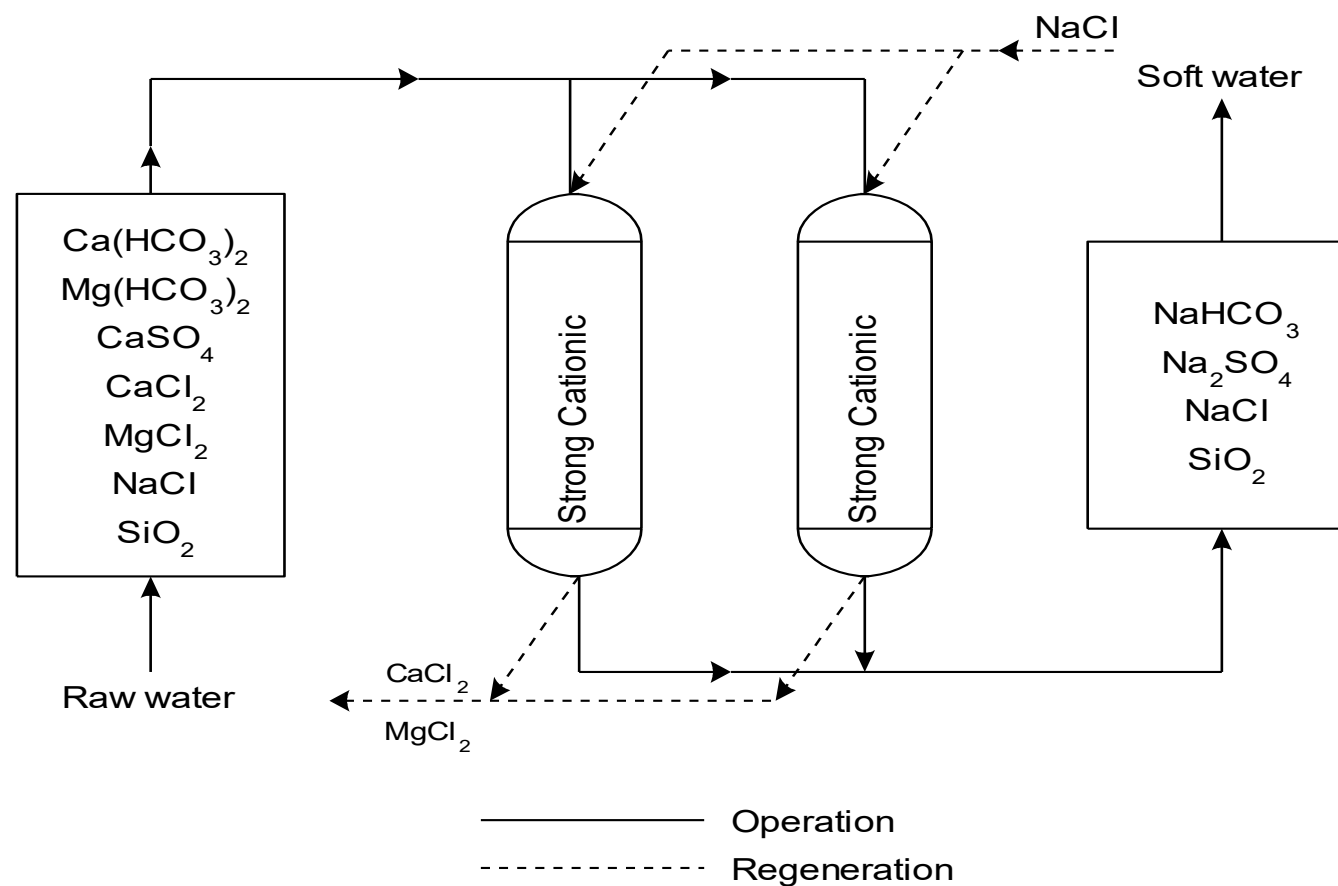 NaCl
Soft water
Ca(HCO₃)₂
Mg(HCO₃)₂
CaSO₄
CaCl₂
MgCl₂
NaCl
SiO₂
Strong Cationic
Strong Cationic
NaHCO₃
Na₂SO₄
NaCl
SiO₂
Raw water
CaCl₂
MgCl₂
Operation
Regeneration